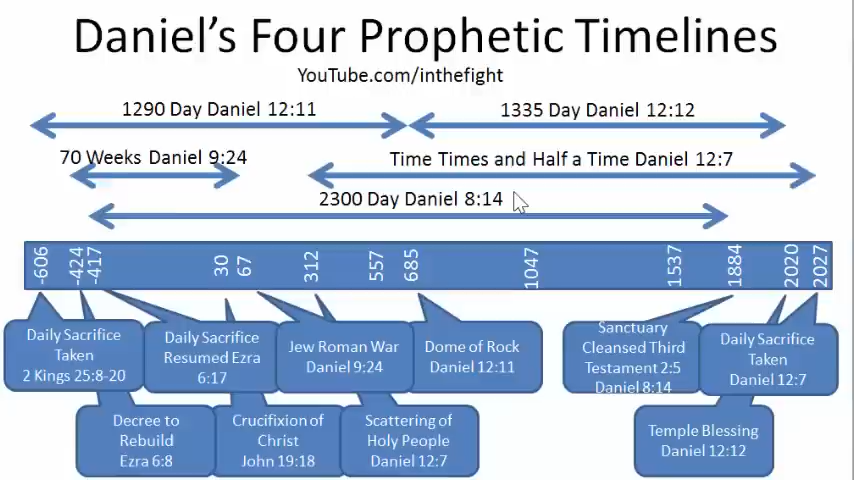 Daniel's Four Prophetic Timelines
YouTube.com/inthefight
1290 Day Daniel 12:11
1335 Day Daniel 12:12
70 Weeks Daniel 9:24
Time Times and Half a Time Daniel 12:7
2300 Day Daniel 8:14
-606
-424
-417
30
67
312
557
685
1047
1537
1884
2020
2027
Daily Sacrifice
Taken
2 Kings 25:8-20
Daily Sacrifice
Resumed Ezra
6:17
Jew Roman War
Daniel 9:24
Dome of Rock
Daniel 12:11
Sanctuary
Cleansed Third
Testament 2:5
Daniel 8:14
Daily Sacrifice
Taken
Daniel 12:7
Decree to
Rebuild
Ezra 6:8
Crucifixion of
Christ
John 19:18
Scattering of
Holy People
Daniel 12:7
Temple Blessing
Daniel 12:12